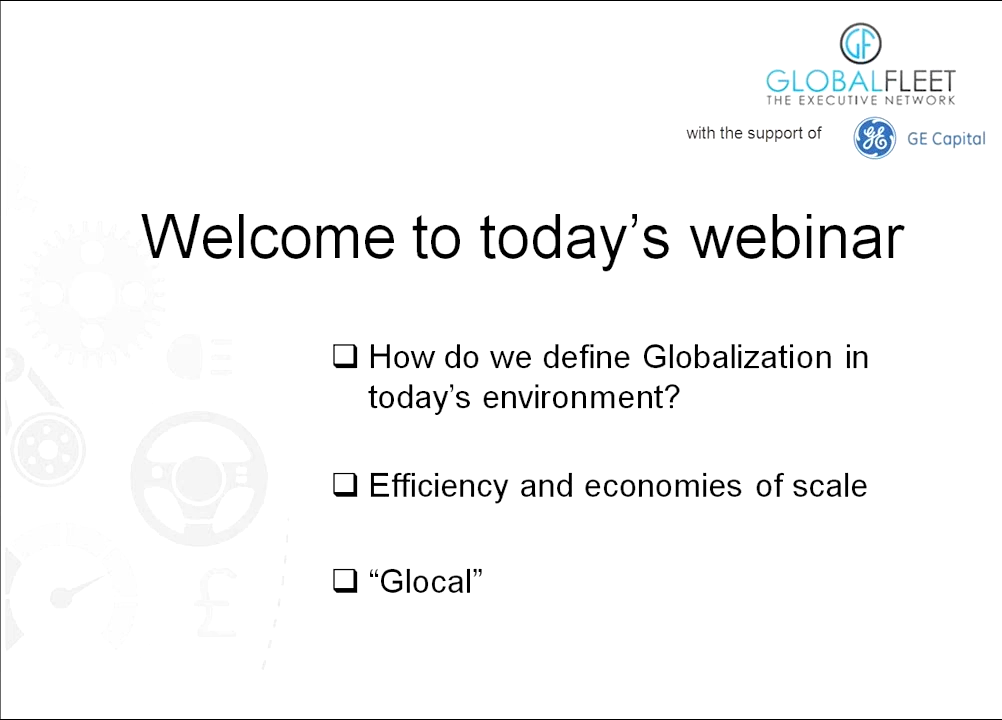 GF
GLOBALFLEET
THE EXECUTIVE NETWORK
with the support of
GE
GE Capital
Welcome to today’s webinar
❑ How do we define Globalization in
today’s environment?
❑ Efficiency and economies of scale
❑ “Glocal”
£